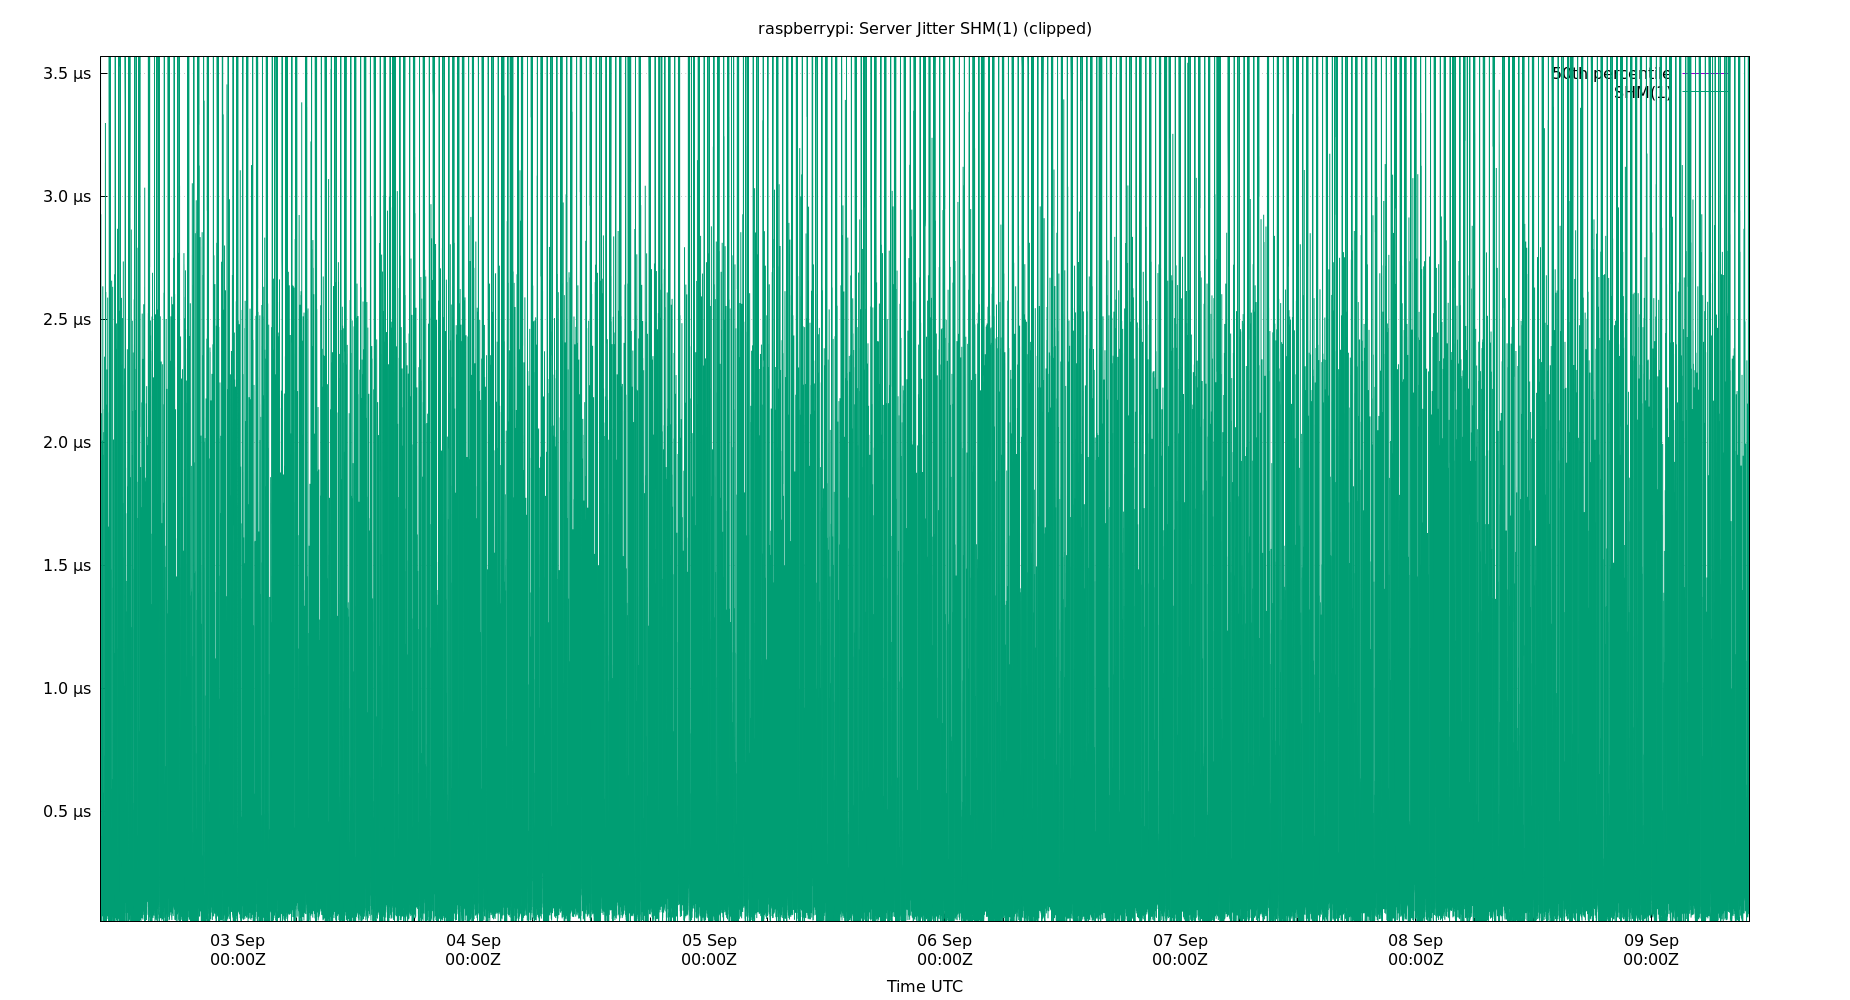 raspberrypi: Server Jitter SHM(1) (clipped)
3.5 µs
50th percentile
SHM(1)
3.0 µs
2.5 µs
2.0 µs
1.5 µs
1.0 µs
0.5 µs
03 Sep 04 Sep 05 Sep 06 Sep 07 Sep 08 Sep 09 Sep
00:00Z 00:00Z 00:00Z 00:00Z 00:00Z 00:00Z 00:00Z
Time UTC